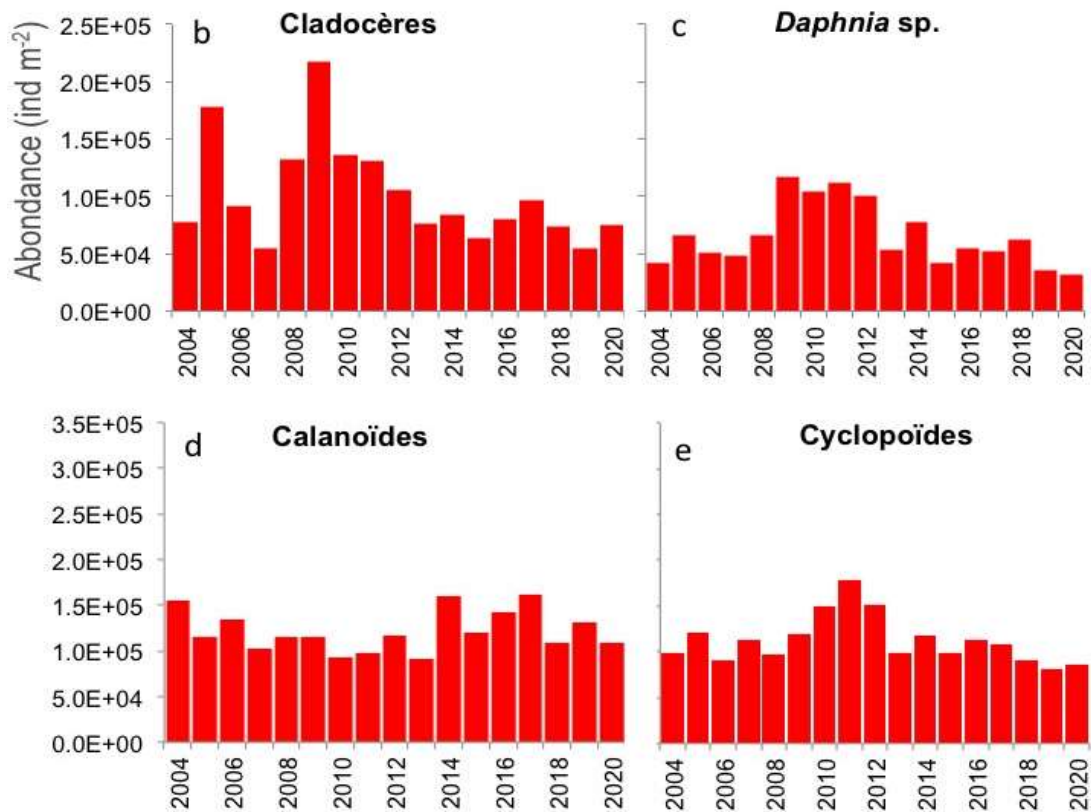 b Cladocères
c Daphnia sp.
Abondance (ind m-2)
2.5E+05
2.0E+05
1.5E+05
1.0E+05
5.0E+04
0.0E+00
2004 2006 2008 2010 2012 2014 2016 2018 2020
2004 2006 2008 2010 2012 2014 2016 2018 2020
d Calanoïdes
e Cyclopoïdes
3.5E+05
3.0E+05
2.5E+05
2.0E+05
1.5E+05
1.0E+05
5.0E+04
0.0E+00
2004 2006 2008 2010 2012 2014 2016 2018 2020
2004 2006 2008 2010 2012 2014 2016 2018 2020